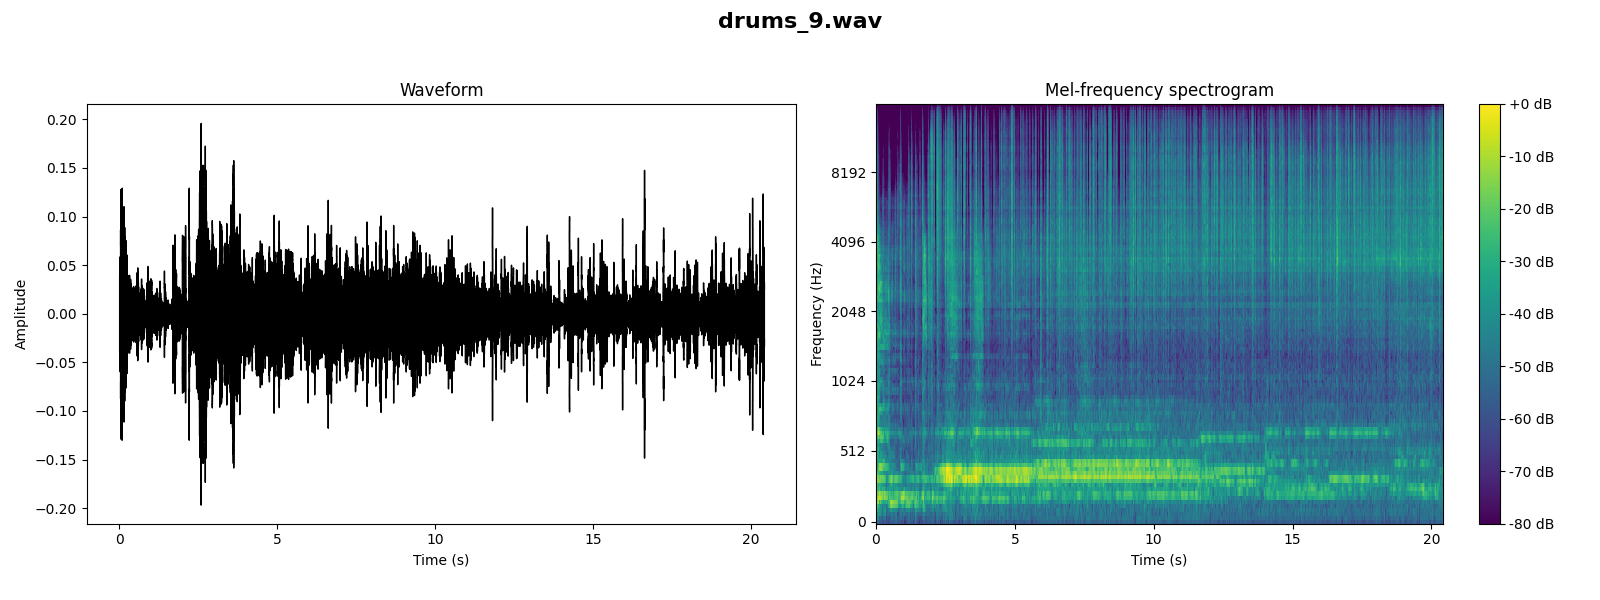 drums_9.wav
Waveform
Mel-frequency spectrogram
0.20
0.15
0.10
0.05
0.00
−0.05
−0.10
−0.15
−0.20
Amplitude
0
5
10
15
20
Time (s)
8192
4096
2048
1024
512
0
Frequency (Hz)
0
5
10
15
20
Time (s)
+0 dB
-10 dB
-20 dB
-30 dB
-40 dB
-50 dB
-60 dB
-70 dB
-80 dB